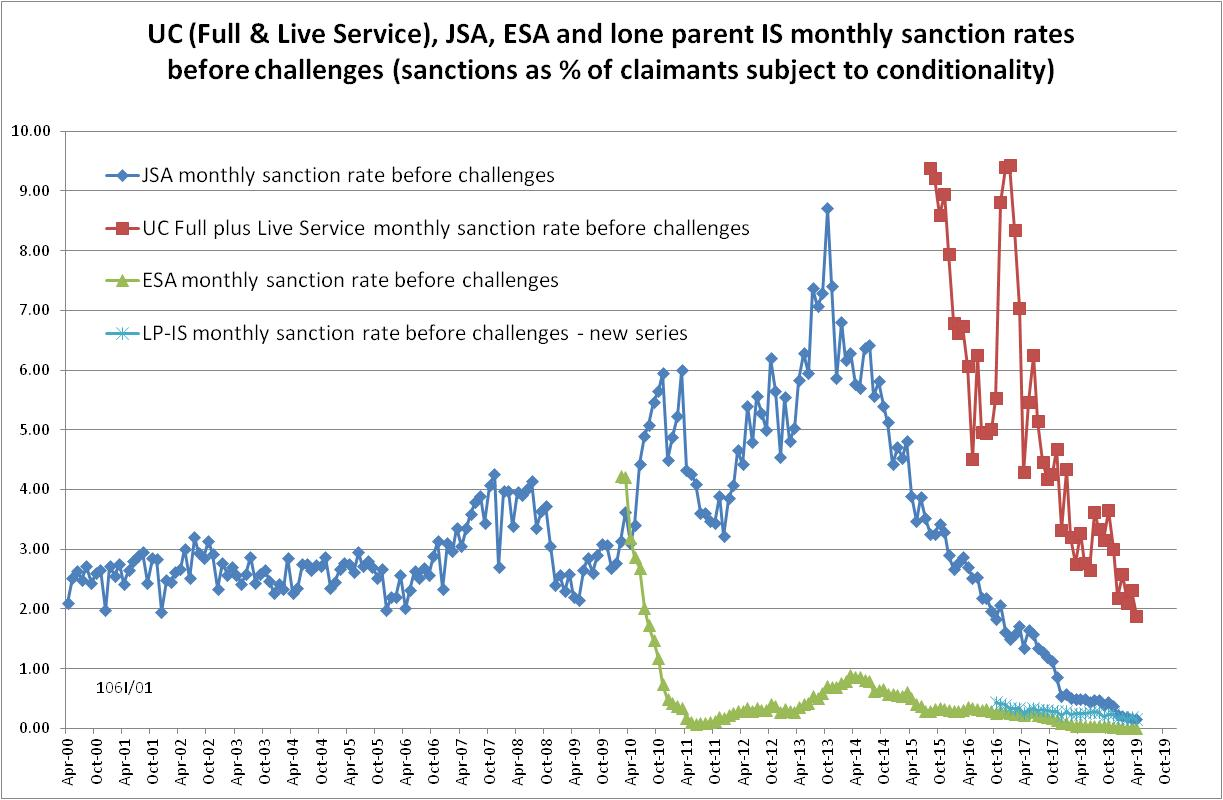 UC (Full & Live Service), JSA, ESA and lone parent IS monthly sanction rates
before challenges (sanctions as % of claimants subject to conditionality)
10.00
9.00
8.00
7.00
6.00
5.00
4.00
3.00
2.00
1.00
0.00
JSA monthly sanction rate before challenges
UC Full plus Live Service monthly sanction rate before challenges
ESA monthly sanction rate before challenges
LP-IS monthly sanction rate before challenges - new series
106I/01
Apr-00
Oct-00
Apr-01
Oct-01
Apr-02
Oct-02
Apr-03
Oct-03
Apr-04
Oct-04
Apr-05
Oct-05
Apr-06
Oct-06
Apr-07
Oct-07
Apr-08
Oct-08
Apr-09
Oct-09
Apr-10
Oct-10
Apr-11
Oct-11
Apr-12
Oct-12
Apr-13
Oct-13
Apr-14
Oct-14
Apr-15
Oct-15
Apr-16
Oct-16
Apr-17
Oct-17
Apr-18
Oct-18
Apr-19
Oct-19